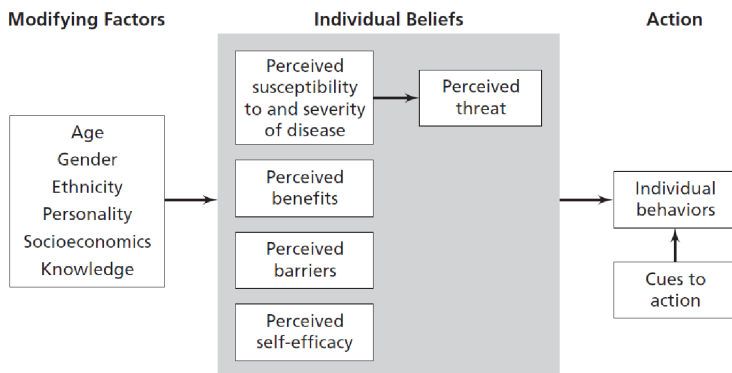 Modifying Factors
Individual Beliefs
Action
Age
Gender
Ethnicity
Personality
Socioeconomics
Knowledge
Perceived
susceptibility
to and severity
of disease
Perceived
threat
Perceived
benefits
Perceived
barriers
Perceived
self-efficacy
Individual
behaviors
Cues to
action